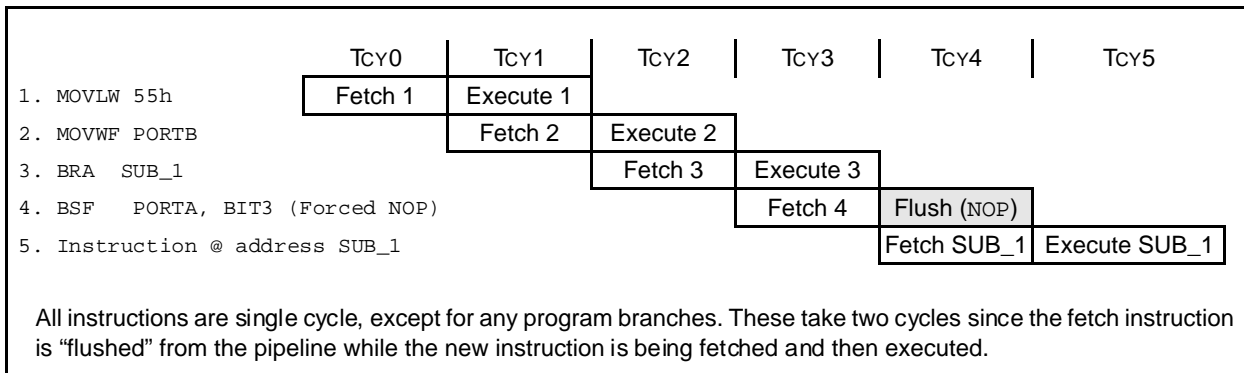 TCY0 TCY1 TCY2 TCY3 TCY4 TCY5
1. MOVLW 55h Fetch 1 Execute 1
2. MOVWF PORTB Fetch 2 Execute 2
3. BRA SUB_1 Fetch 3 Execute 3
4. BSF PORTA, BIT3 (Forced NOP) Fetch 4 Flush (NOP)
5. Instruction @ address SUB_1 Fetch SUB_1 Execute SUB_1
All instructions are single cycle, except for any program branches. These take two cycles since the fetch instruction
is “flushed” from the pipeline while the new instruction is being fetched and then executed.